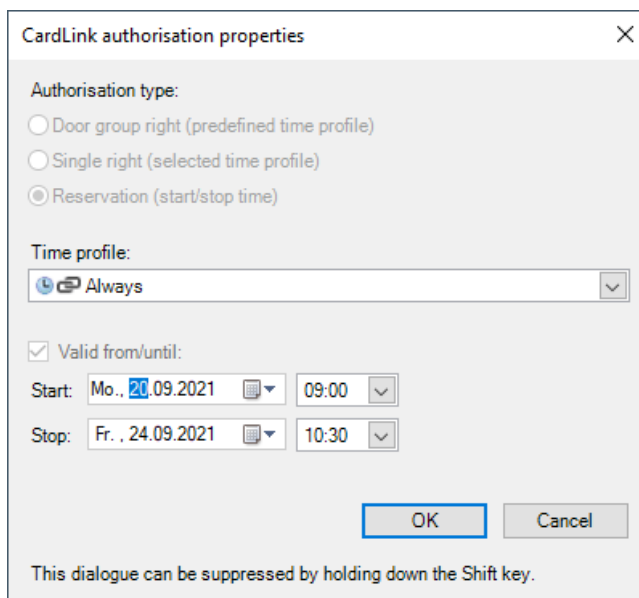 CardLink authorisation properties
Authorisation type:
Door group right (predefined time profile)
Single right (selected time profile)
Reservation (start/stop time)
Time profile:
Always
Valid from/until:
Start: Mo., 20.09.2021 09:00
Stop: Fr. , 24.09.2021 10:30
OK Cancel
This dialogue can be suppressed by holding down the Shift key.